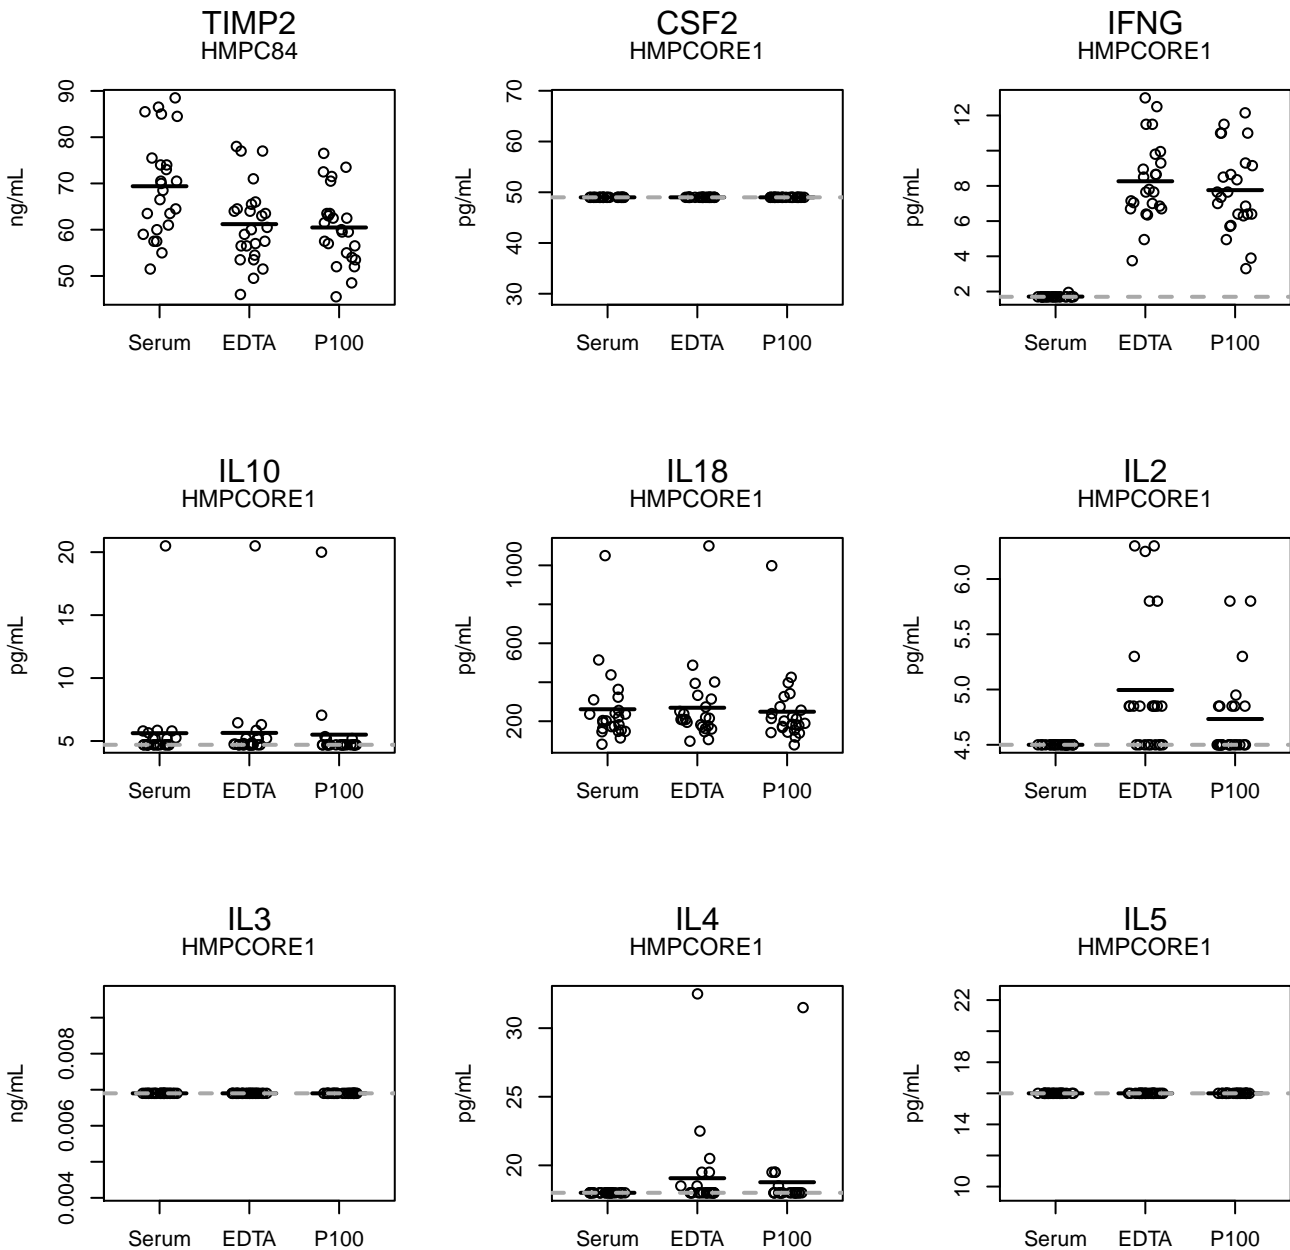 TIMP2
HMPC84
ng/mL
90
80
70
60
50
Serum EDTA P100
CSF2
HMPCORE1
pg/mL
70
60
50
40
30
Serum EDTA P100
IFNG
HMPCORE1
pg/mL
12
8
6
4
2
Serum EDTA P100
IL10
HMPCORE1
pg/mL
20
15
10
5
Serum EDTA P100
IL18
HMPCORE1
pg/mL
1000
600
200
Serum EDTA P100
IL2
HMPCORE1
pg/mL
6.0
5.5
5.0
4.5
Serum EDTA P100
IL3
HMPCORE1
ng/mL
0.008
0.006
0.004
Serum EDTA P100
IL4
HMPCORE1
pg/mL
30
25
20
Serum EDTA P100
IL5
HMPCORE1
pg/mL
22
18
14
10
Serum EDTA P100